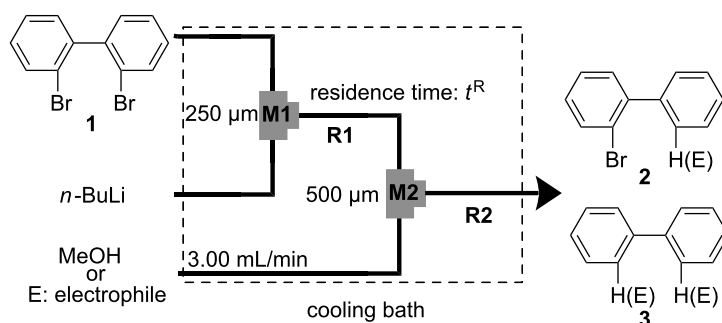 Br
Br
1
n-BuLi
MeOH
or
E: electrophile
250 µm
M1
residence time: tᴿ
R1
500 µm
M2
R2
3.00 mL/min
cooling bath
Br
H(E)
2
H(E)
H(E)
3